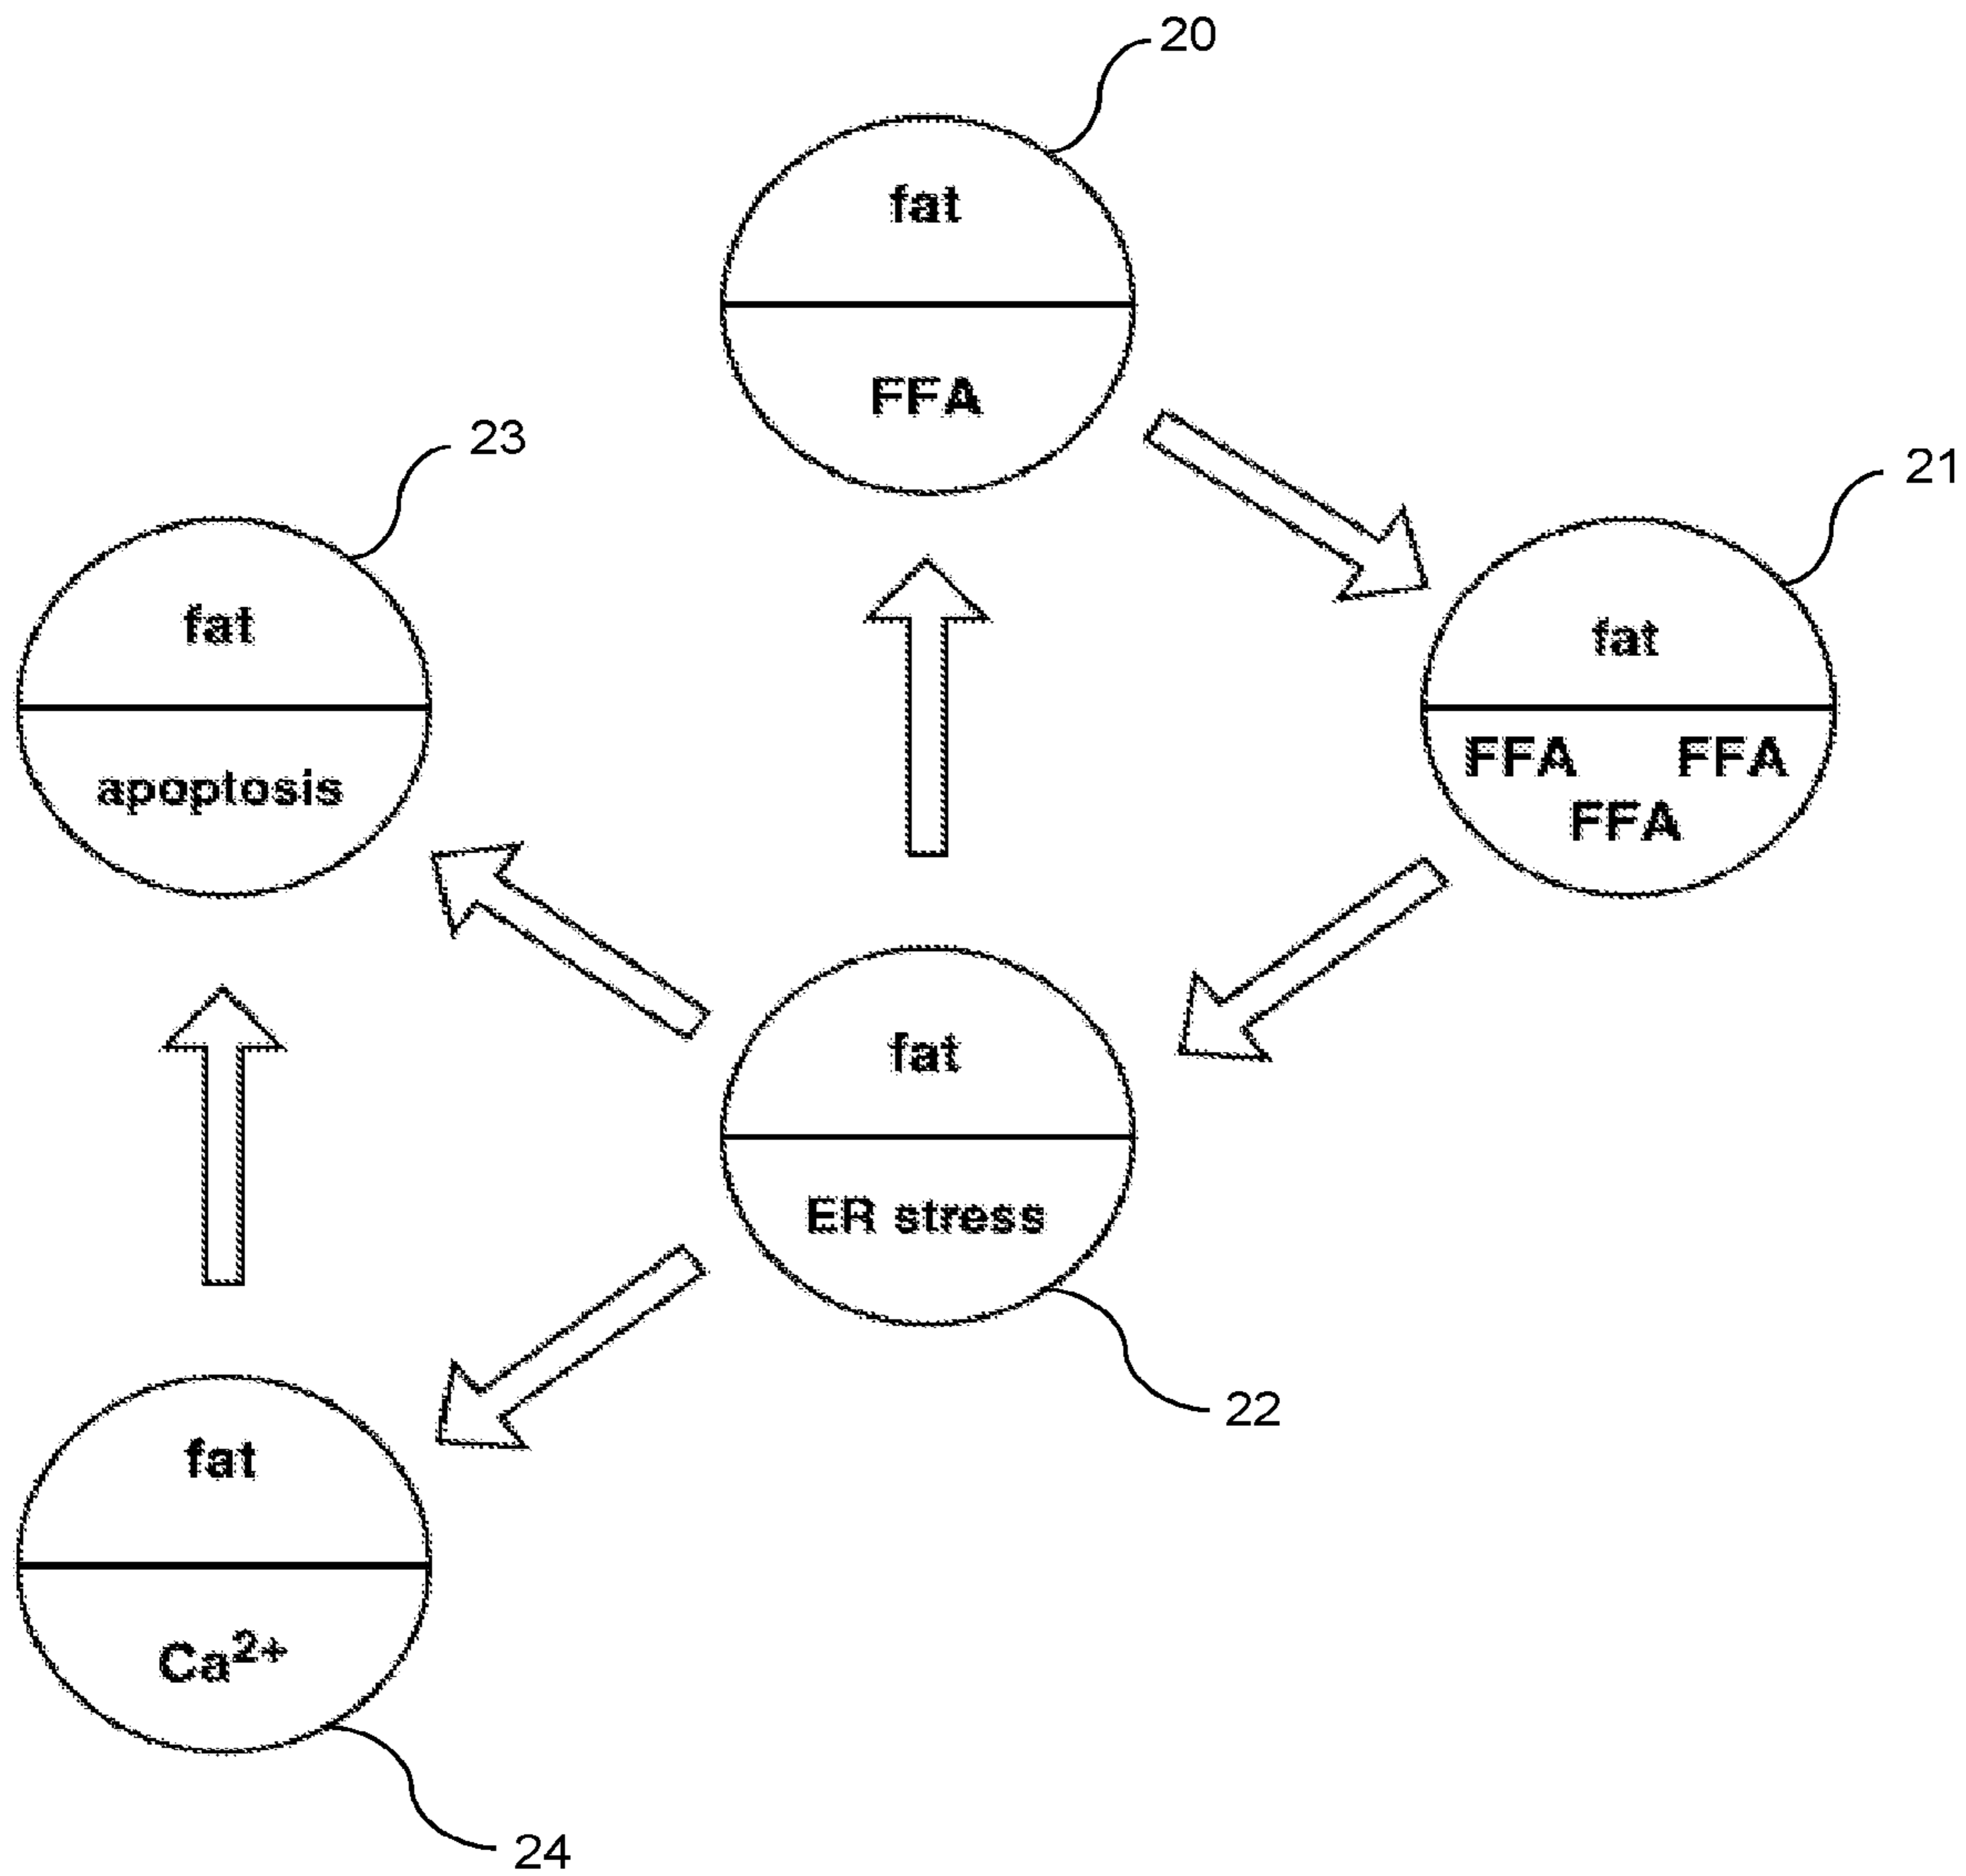 20
fat
FFA
23
21
fat
apoptosis
fat
FFA FFA
FFA
fat
ER stress
22
fat
Ca²⁺
24